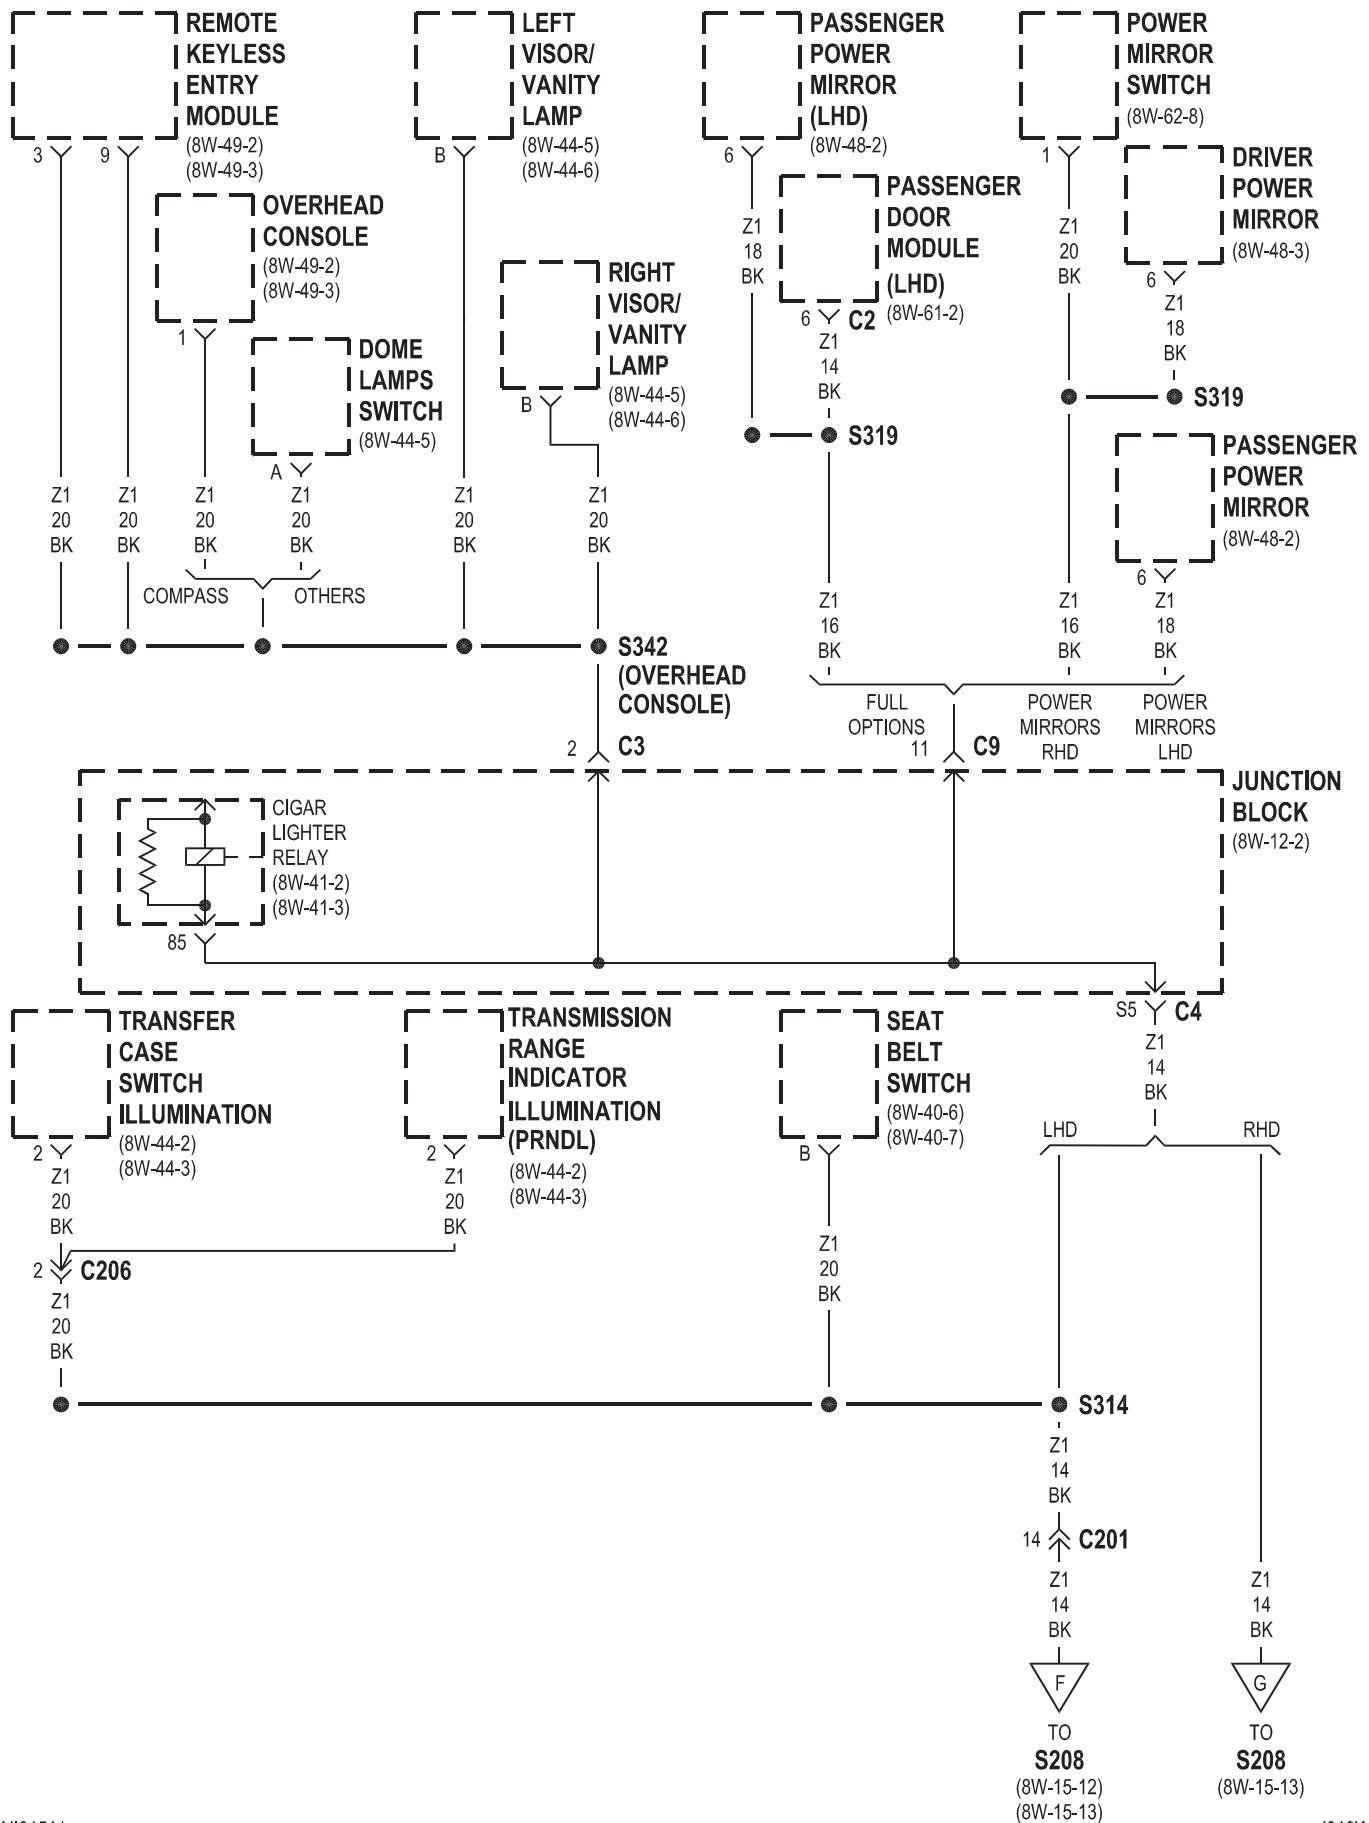 REMOTE
KEYLESS
ENTRY
MODULE
(8W-49-2)
(8W-49-3)
3
9
LEFT
VISOR/
VANITY
LAMP
(8W-44-5)
(8W-44-6)
B
PASSENGER
POWER
MIRROR
(LHD)
(8W-48-2)
6
POWER
MIRROR
SWITCH
(8W-62-8)
1
OVERHEAD
CONSOLE
(8W-49-2)
(8W-49-3)
1
PASSENGER
DOOR
MODULE
(LHD)
(8W-61-2)
6
C2
DRIVER
POWER
MIRROR
(8W-48-3)
6
Z1
18
BK
Z1
14
BK
Z1
20
BK
Z1
18
BK
DOME
LAMPS
SWITCH
(8W-44-5)
A
RIGHT
VISOR/
VANITY
LAMP
(8W-44-5)
(8W-44-6)
B
S319
S319
PASSENGER
POWER
MIRROR
(8W-48-2)
6
Z1
20
BK
Z1
20
BK
Z1
20
BK
Z1
20
BK
Z1
20
BK
Z1
20
BK
COMPASS
OTHERS
Z1
16
BK
Z1
16
BK
Z1
18
BK
S342
(OVERHEAD
CONSOLE)
FULL
OPTIONS
POWER
MIRRORS
RHD
POWER
MIRRORS
LHD
2
C3
11
C9
JUNCTION
BLOCK
(8W-12-2)
CIGAR
LIGHTER
RELAY
(8W-41-2)
(8W-41-3)
85
S5
C4
TRANSFER
CASE
SWITCH
ILLUMINATION
(8W-44-2)
(8W-44-3)
2
TRANSMISSION
RANGE
INDICATOR
ILLUMINATION
(PRNDL)
(8W-44-2)
(8W-44-3)
2
SEAT
BELT
SWITCH
(8W-40-6)
(8W-40-7)
B
Z1
14
BK
LHD
RHD
Z1
20
BK
Z1
20
BK
Z1
20
BK
2
C206
Z1
20
BK
S314
Z1
14
BK
14
C201
Z1
14
BK
Z1
14
BK
F
G
TO
S208
(8W-15-12)
(8W-15-13)
TO
S208
(8W-15-13)